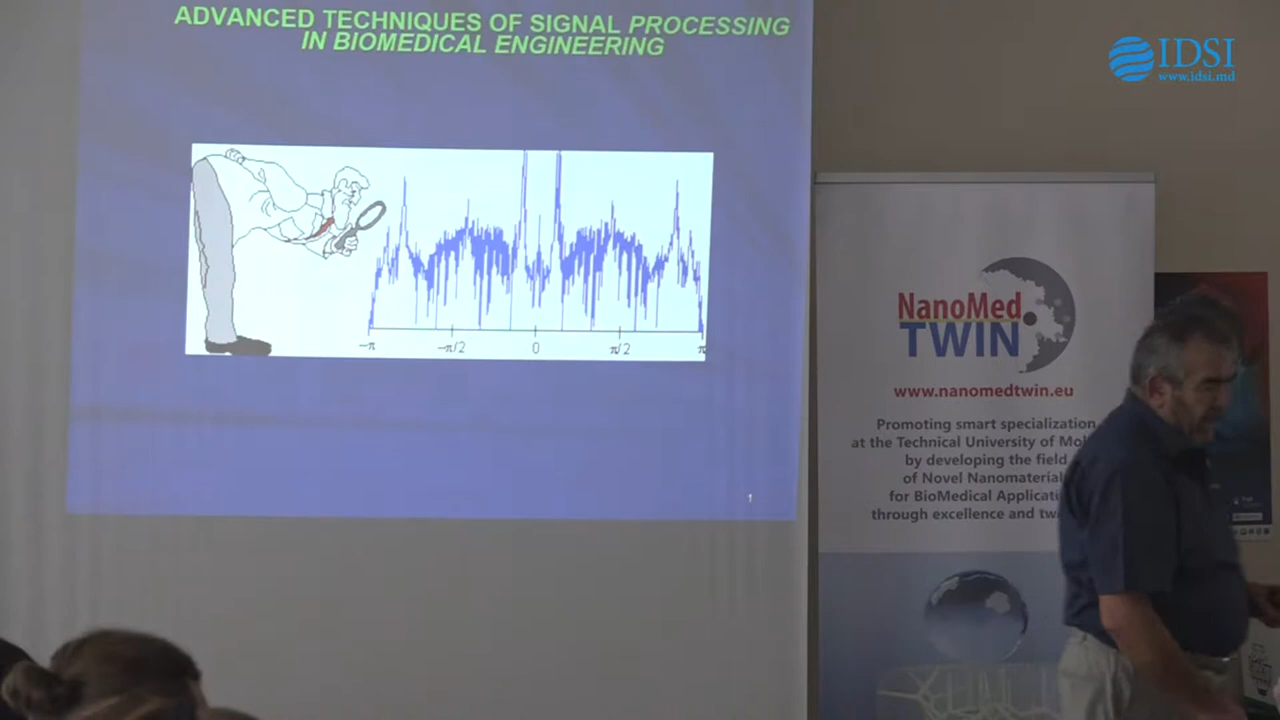 ADVANCED TECHNIQUES OF SIGNAL PROCESSING
IN BIOMEDICAL ENGINEERING
−π
−π/2
0
π/2
π
1
IDSI
www.idsi.md
NanoMed
TWIN
www.nanomedtwin.eu
Promoting smart specialization
at the Technical University of
by developing the field
of Novel
for BioMedical
through excellence and